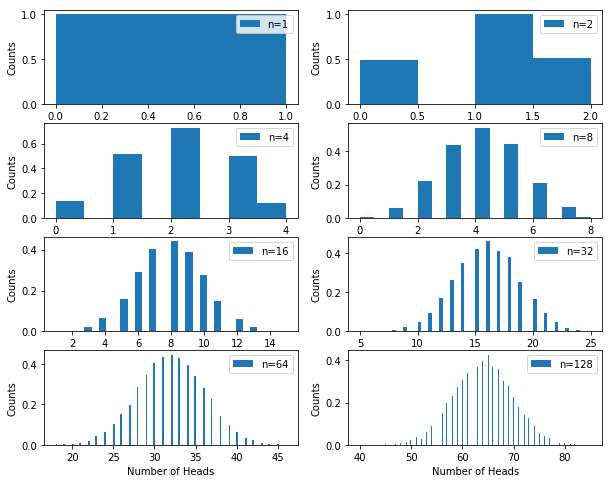 1.0
0.5
0.0
Counts
n=1
0.0 0.2 0.4 0.6 0.8 1.0
1.0
0.5
0.0
Counts
n=2
0.0 0.5 1.0 1.5 2.0
0.6
0.4
0.2
0.0
Counts
n=4
0 1 2 3 4
0.4
0.2
0.0
Counts
n=8
0 2 4 6 8
0.4
0.2
0.0
Counts
n=16
2 4 6 8 10 12 14
0.4
0.2
0.0
Counts
n=32
5 10 15 20 25
0.4
0.2
0.0
Counts
n=64
20 25 30 35 40 45
Number of Heads
0.4
0.2
0.0
Counts
n=128
40 50 60 70 80
Number of Heads